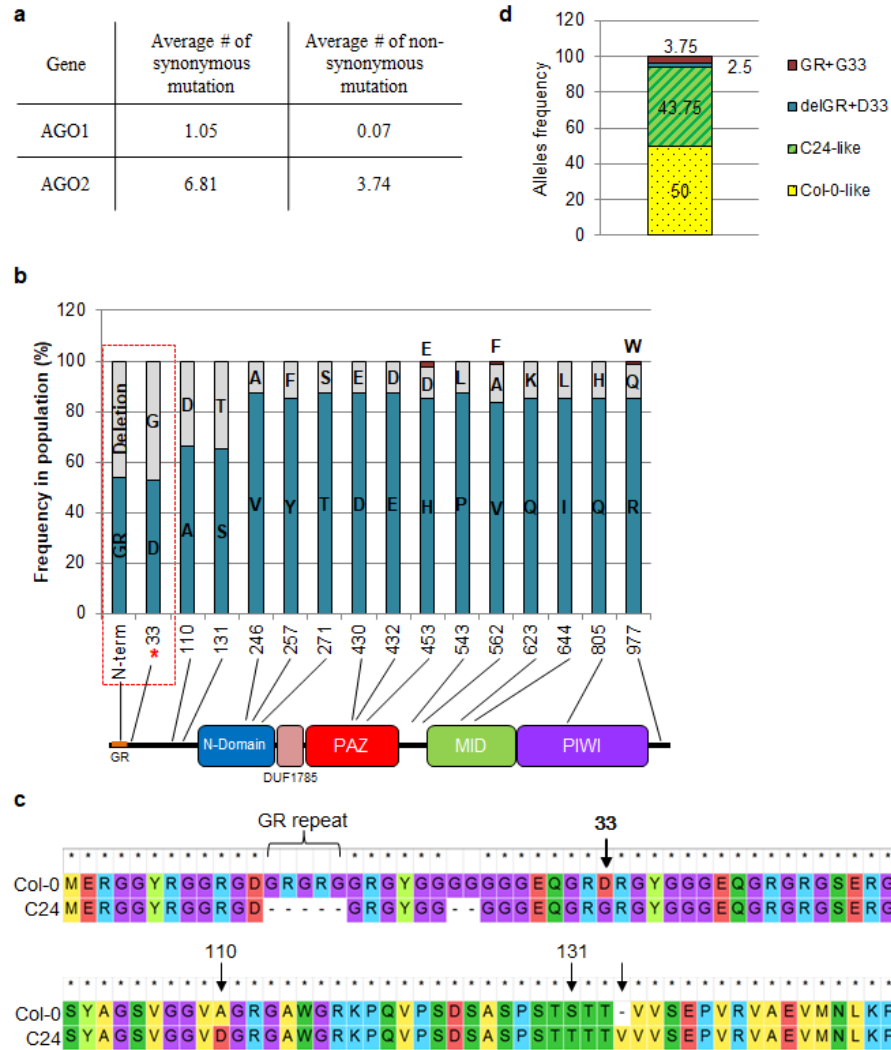 a
Gene
Average # of synonymous mutation
Average # of non-synonymous mutation
AGO1 1.05 0.07
AGO2 6.81 3.74
d
Alleles frequency
120
100
80
60
40
20
0
3.75
2.5
43.75
50
GR+G33
delGR+D33
C24-like
Col-0-like
b
Frequency in population (%)
120
100
80
60
40
20
0
E F W
Deletion G D T A F S E D D L A K L H Q
GR D A S V Y T D E H P V Q I Q R
N-term 33 110 131 246 257 271 430 432 453 543 562 623 644 805 977
*
GR
N-Domain
DUF1785
PAZ
MID
PIWI
c
GR repeat
33
Col-0 MERGGYRGGRGDGRGRGGRGYGGGGGGGEQGRDRGYGGGEQGRGRGSERG
C24 MERGGYRGGRGD-----GRGYGG--GGGEQGRGRGYGGGEQGRGRGSERG
110 131
Col-0 SYAGSVGGVAGRGAWGRKPQVPSDSASPSTSTT-VVSEPVRVAEVMNLKP
C24 SYAGSVGGVDGRGAWGRKPQVPSDSASPSTTTTVVVSEPVRVAEVMNLKP